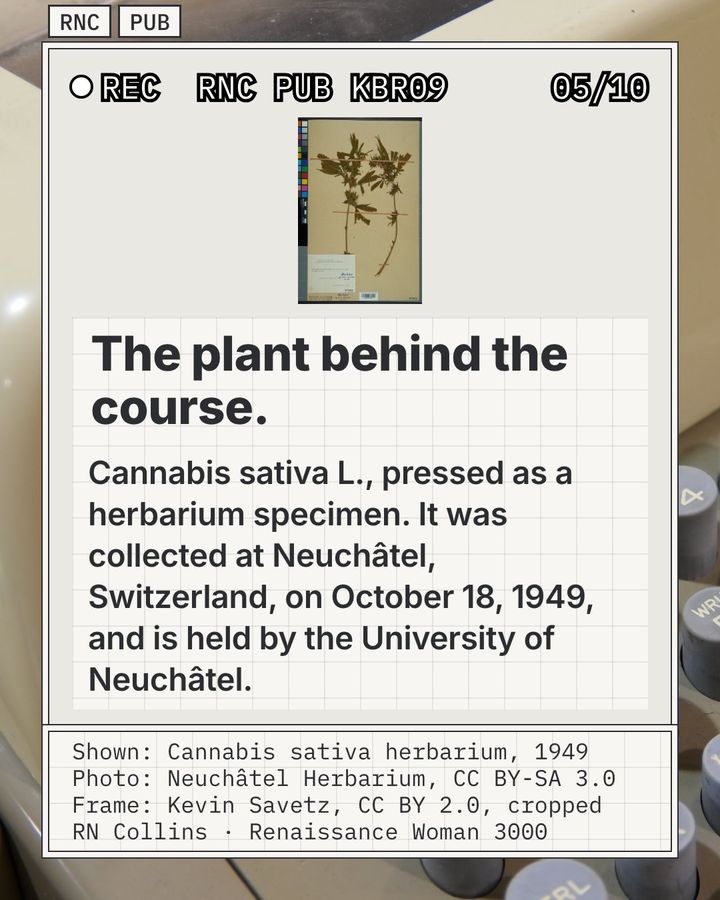 RNC PUB
REC RNC PUB KBR09 05/10
The plant behind the
course.
Cannabis sativa L., pressed as a
herbarium specimen. It was
collected at Neuchâtel,
Switzerland, on October 18, 1949,
and is held by the University of
Neuchâtel.
4
Shown: Cannabis sativa herbarium, 1949
Photo: Neuchâtel Herbarium, CC BY-SA 3.0
Frame: Kevin Savetz, CC BY 2.0, cropped
RN Collins · Renaissance Woman 3000